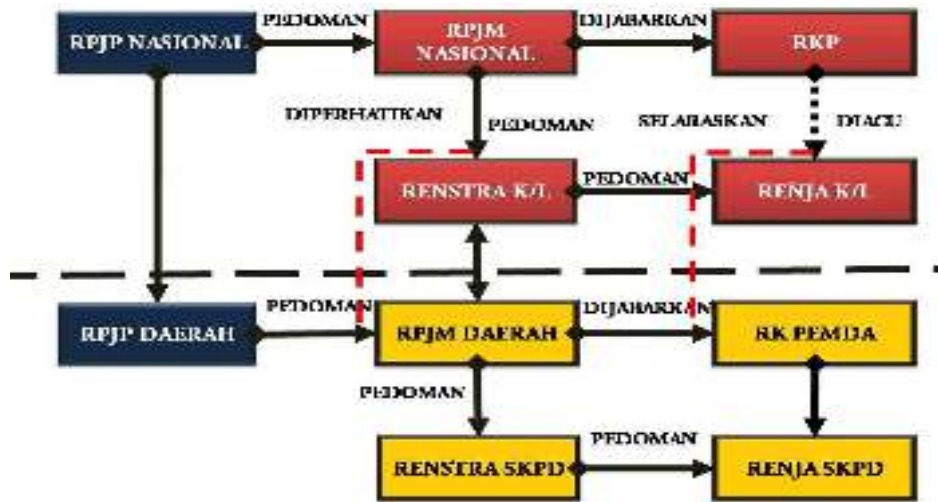 PEDOMAN
DIJABARKAN
RPJP NASIONAL
RPJM
NASIONAL
RKP
DIPERHATIKAN
PEDOMAN
SELARASKAN
DIACU
RENSTRA K/L
PEDOMAN
RENJA K/L
PEDOMAN
DIJABARKAN
RPJP DAERAH
RPJM DAERAH
RK PEMDA
PEDOMAN
PEDOMAN
RENSTRA SKPD
RENJA SKPD